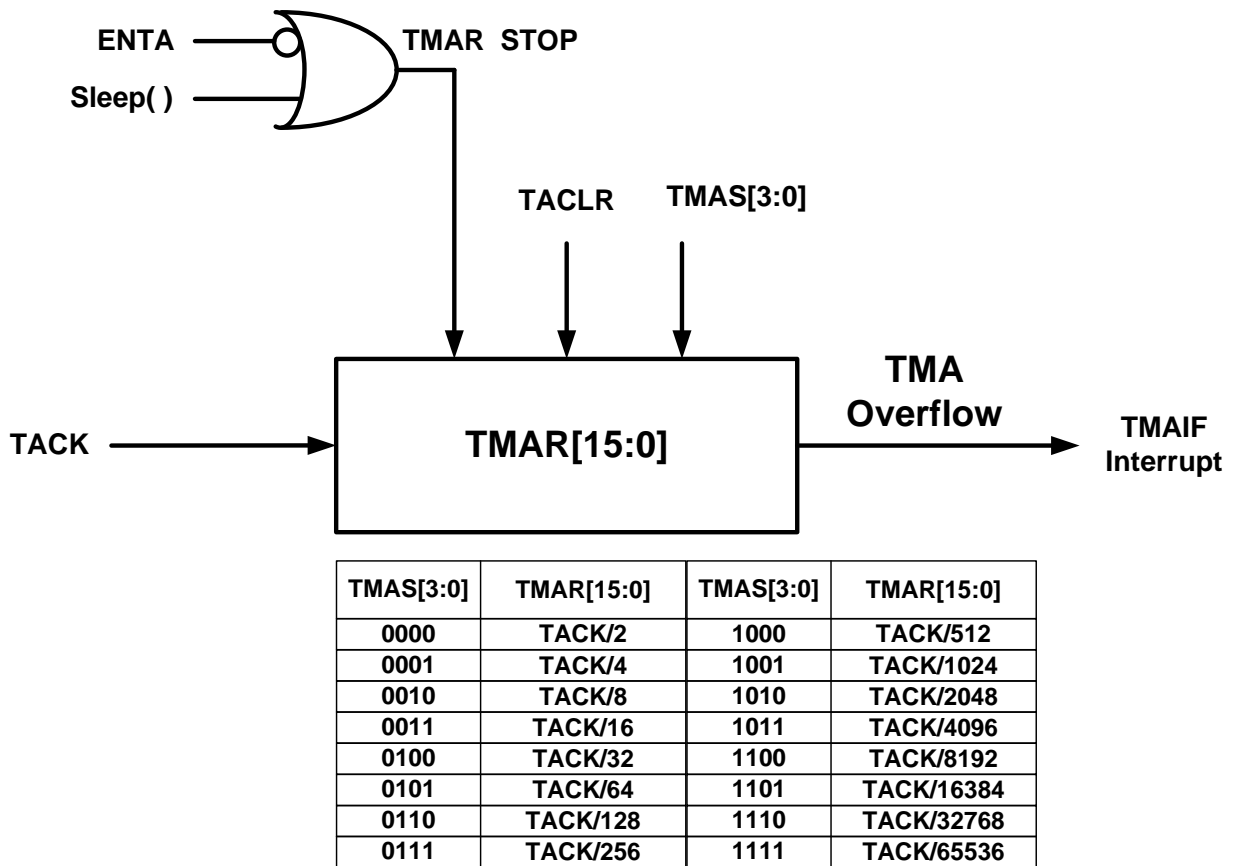 ENTA
TMAR STOP
Sleep( )
TACLR
TMAS[3:0]
TMA
Overflow
TACK
TMAR[15:0]
TMAIF
Interrupt
TMAS[3:0] TMAR[15:0] TMAS[3:0] TMAR[15:0]
0000 TACK/2 1000 TACK/512
0001 TACK/4 1001 TACK/1024
0010 TACK/8 1010 TACK/2048
0011 TACK/16 1011 TACK/4096
0100 TACK/32 1100 TACK/8192
0101 TACK/64 1101 TACK/16384
0110 TACK/128 1110 TACK/32768
0111 TACK/256 1111 TACK/65536